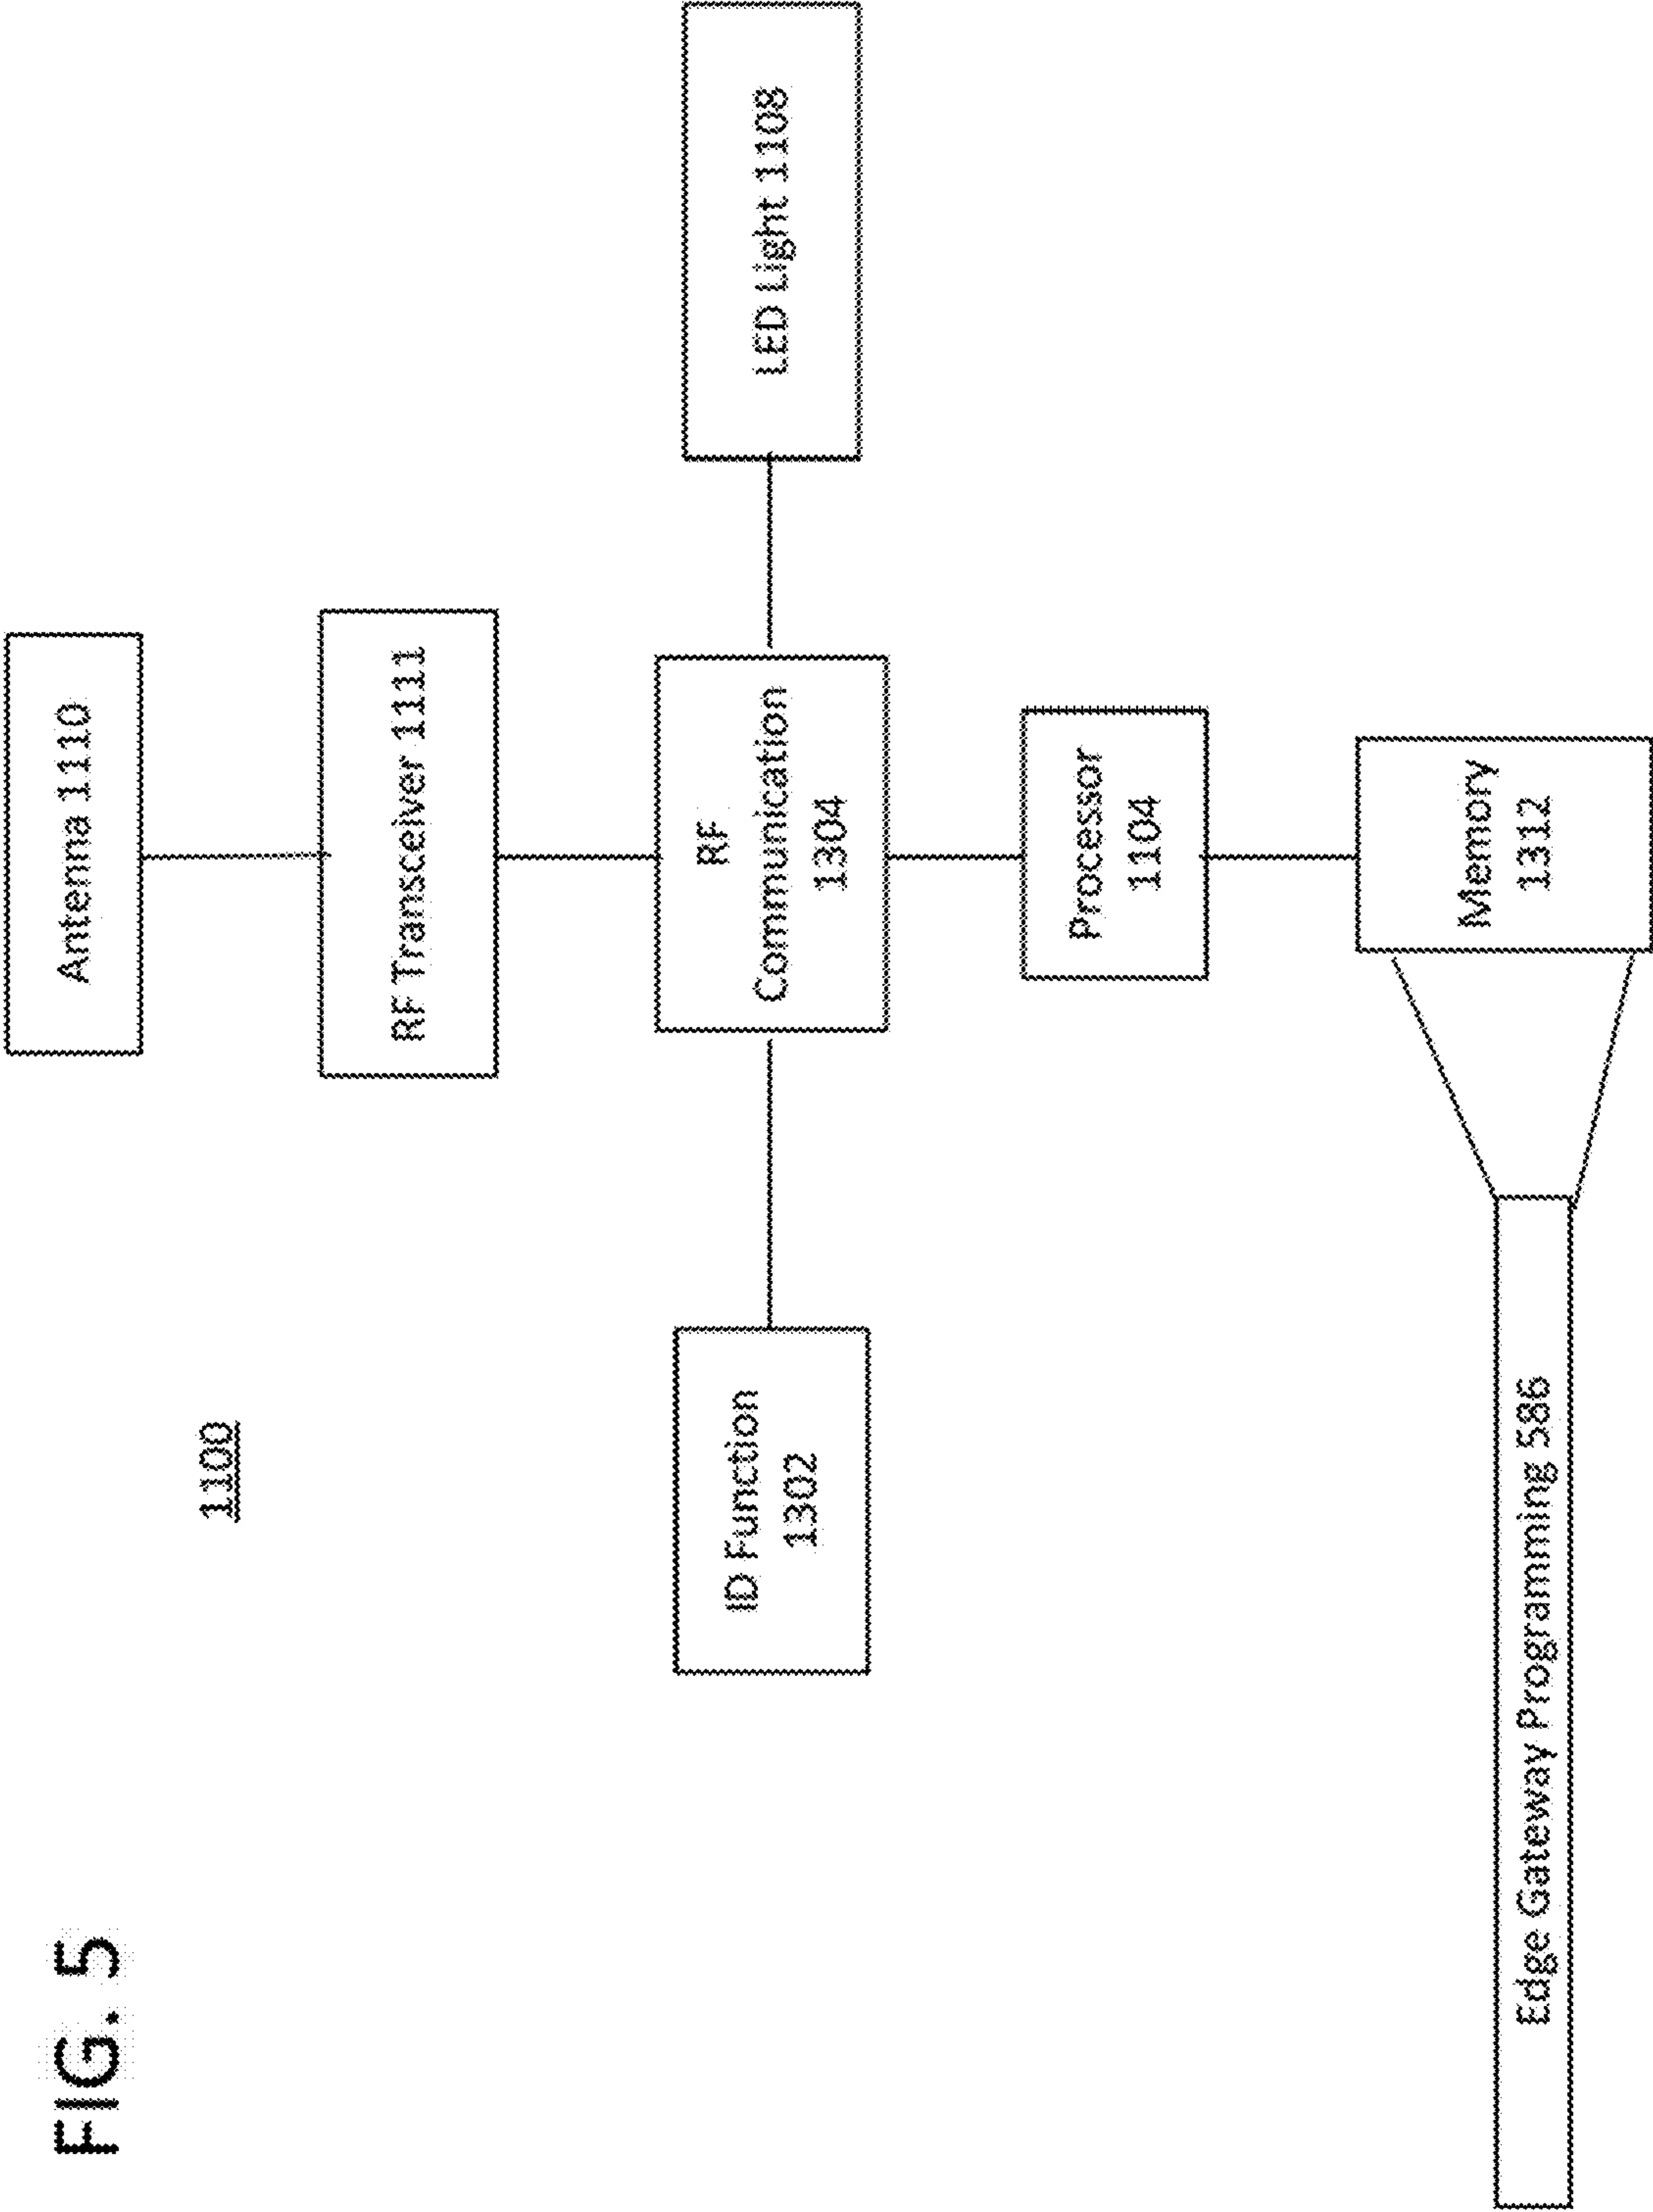 FIG. 5
Antenna 1110
1100
RF Transceiver 1111
ID Function
1302
RF
Communication
1304
LED Light 1108
Processor
1104
Edge Gateway Programming 586
Memory
1312